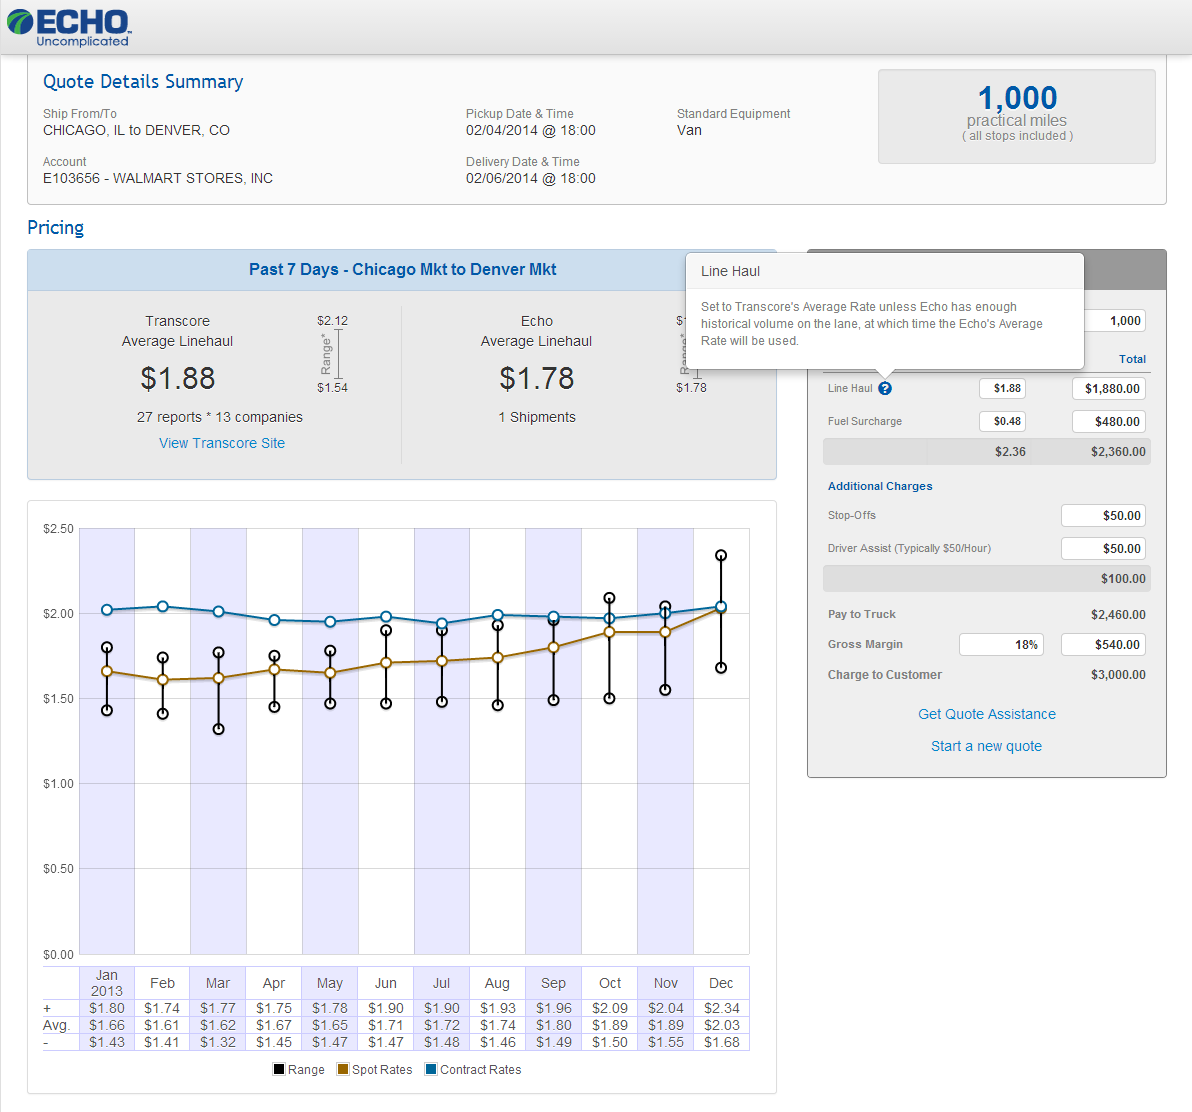 ECHO
Uncomplicated
Quote Details Summary
Ship From/To
CHICAGO, IL to DENVER, CO
Pickup Date & Time
02/04/2014 @ 18:00
Standard Equipment
Van
1,000
practical miles
( all stops included )
Account
E103656 - WALMART STORES, INC
Delivery Date & Time
02/06/2014 @ 18:00
Pricing
Past 7 Days - Chicago Mkt to Denver Mkt
Transcore
Average Linehaul
$1.88
$2.12
Range*
$1.54
27 reports * 13 companies
View Transcore Site
Echo
Average Linehaul
$1.78
Range*
$1.78
1 Shipments
Line Haul
Set to Transcore's Average Rate unless Echo has enough
historical volume on the lane, at which time the Echo's Average
Rate will be used.
1,000
Total
Line Haul ? $1.88 $1,880.00
Fuel Surcharge $0.48 $480.00
$2.36 $2,360.00
Additional Charges
Stop-Offs $50.00
Driver Assist (Typically $50/Hour) $50.00
$100.00
Pay to Truck $2,460.00
Gross Margin 18% $540.00
Charge to Customer $3,000.00
Get Quote Assistance
Start a new quote
$2.50
$2.00
$1.50
$1.00
$0.50
$0.00
Jan 2013 Feb Mar Apr May Jun Jul Aug Sep Oct Nov Dec
+ $1.80 $1.74 $1.77 $1.75 $1.78 $1.90 $1.90 $1.93 $1.96 $2.09 $2.04 $2.34
Avg. $1.66 $1.61 $1.62 $1.67 $1.65 $1.71 $1.72 $1.74 $1.80 $1.89 $1.89 $2.03
- $1.43 $1.41 $1.32 $1.45 $1.47 $1.47 $1.48 $1.46 $1.49 $1.50 $1.55 $1.68
Range Spot Rates Contract Rates